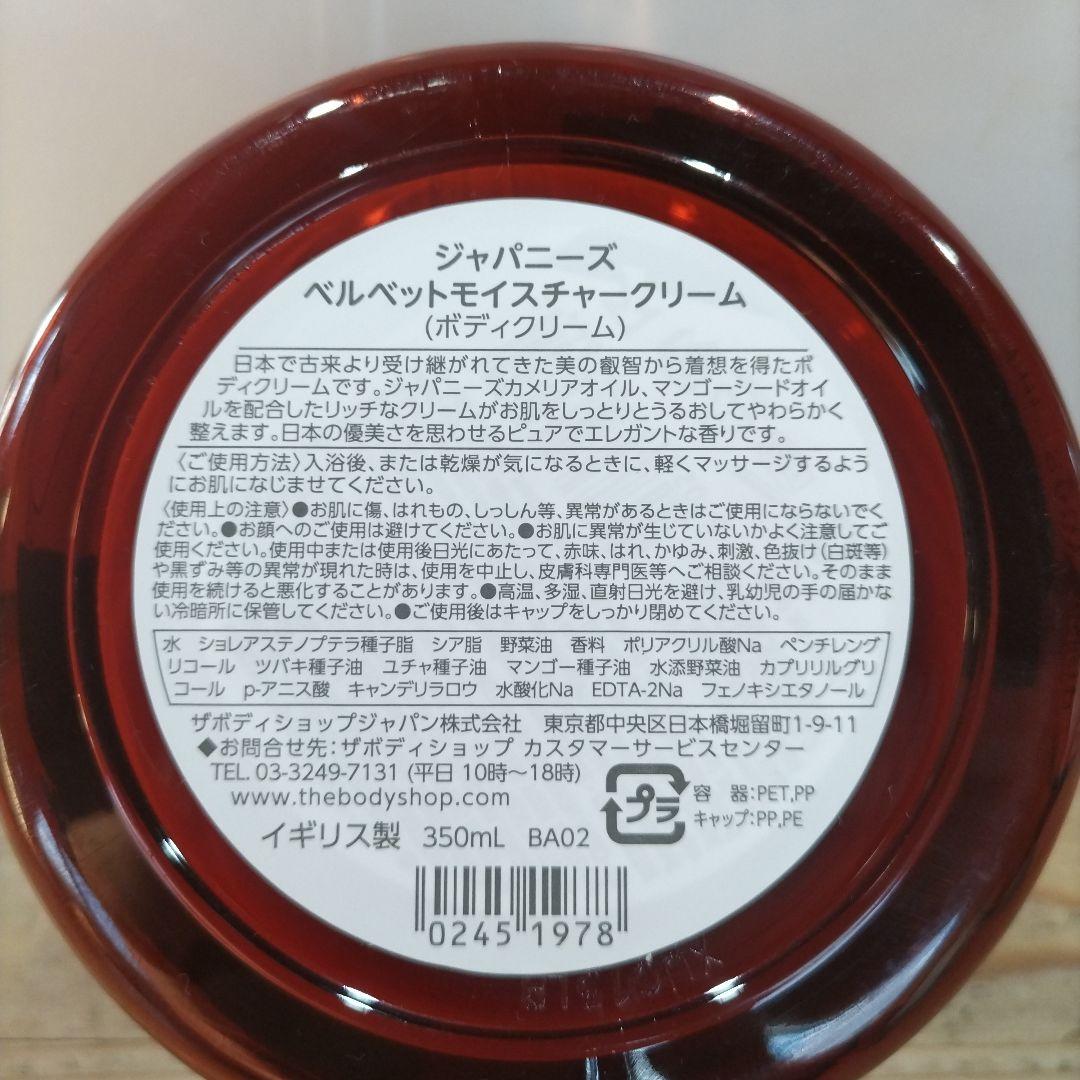 ジャパニーズ
ベルベットモイスチャークリーム
(ボディクリーム)
日本で古来より受け継がれてきた美の叡智から着想を得たボ
ディクリームです。ジャパニーズカメリアオイル、マンゴーシードオイ
ルを配合したリッチなクリームがお肌をしっとりとうるおしてやわらかく
整えます。日本の優美さを思わせるピュアでエレガントな香りです。
〈ご使用方法〉入浴後、または乾燥が気になるときに、軽くマッサージするよう
にお肌になじませてください。
〈使用上の注意〉●お肌に傷、はれもの、しっしん等、異常があるときはご使用にならないでく
ださい。●お顔へのご使用は避けてください。●お肌に異常が生じていないかよく注意してご
使用ください。使用中または使用後日光にあたって、赤味、はれ、かゆみ、刺激、色抜け(白斑等)
や黒ずみ等の異常が現れた時は、使用を中止し、皮膚科専門医等へご相談ください。そのまま
使用を続けると悪化することがあります。●高温、多湿、直射日光を避け、乳幼児の手の届かな
い冷暗所に保管してください。●ご使用後はキャップをしっかり閉めてください。
水 ショレアステノプテラ種子脂 シア脂 野菜油 香料 ポリアクリル酸Na ペンチレング
リコール ツバキ種子油 ユチャ種子油 マンゴー種子油 水添野菜油 カプリリルグリ
コール p-アニス酸 キャンデリラロウ 水酸化Na EDTA-2Na フェノキシエタノール
ザボディショップジャパン株式会社 東京都中央区日本橋堀留町1-9-11
◆お問合せ先：ザボディショップ カスタマーサービスセンター
TEL. 03-3249-7131 (平日 10時～18時)
www.thebodyshop.com
プラ
容 器：PET,PP
キャップ：PP,PE
イギリス製 350mL BA02
0245 1978